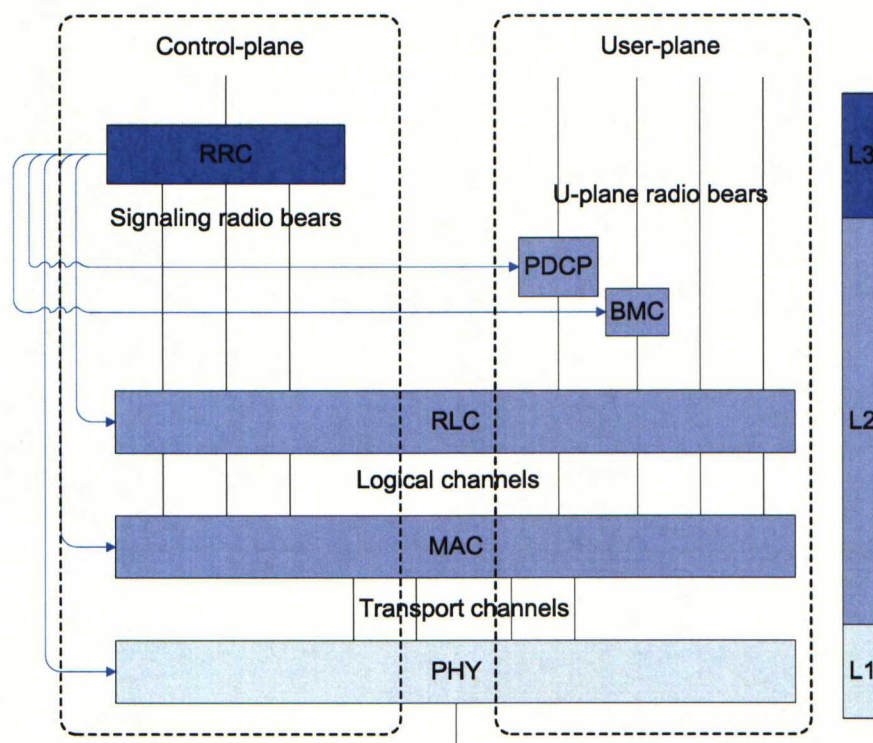 Control-plane
User-plane
RRC
L3
Signaling radio bears
U-plane radio bears
PDCP
BMC
RLC
L2
Logical channels
MAC
Transport channels
PHY
L1